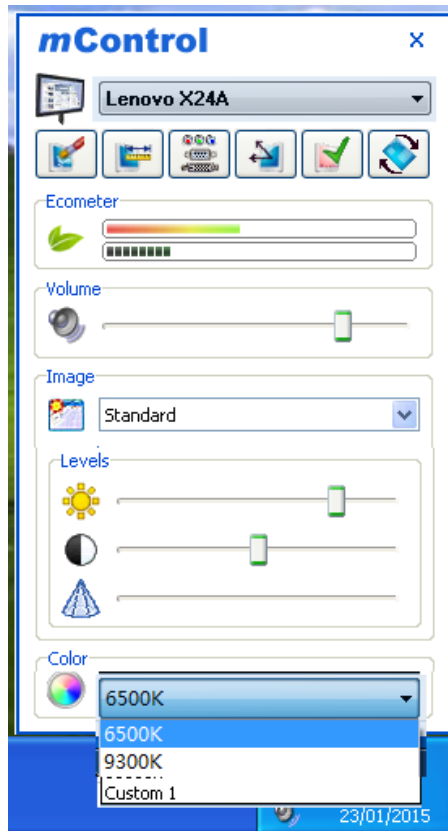 mControl
x
Lenovo X24A
Ecometer
Volume
Image
Standard
Levels
Color
6500K
6500K
9300K
Custom 1
23/01/2015